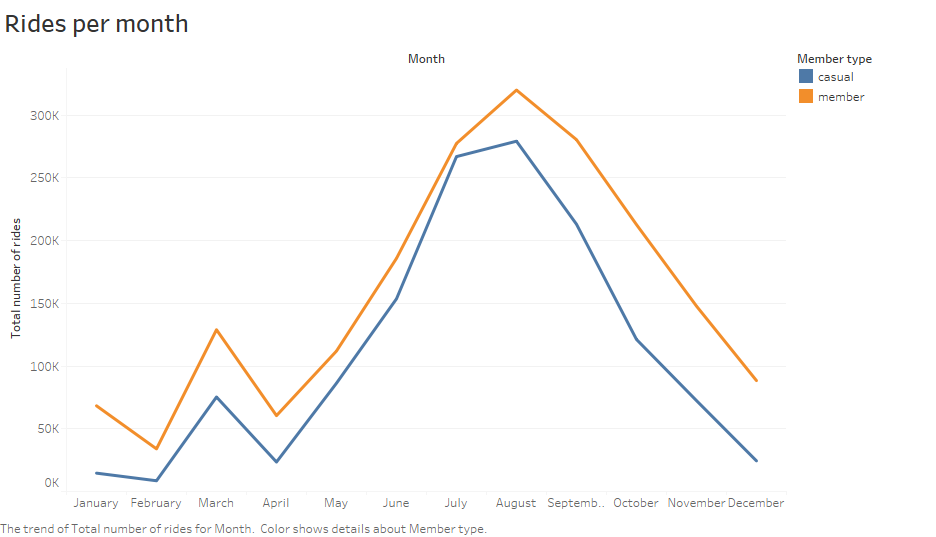 Rides per month
Month
Member type
casual
member
300K
250K
200K
150K
100K
50K
0K
Total number of rides
January February March April May June July August Septemb.. October November December
The trend of Total number of rides for Month. Color shows details about Member type.